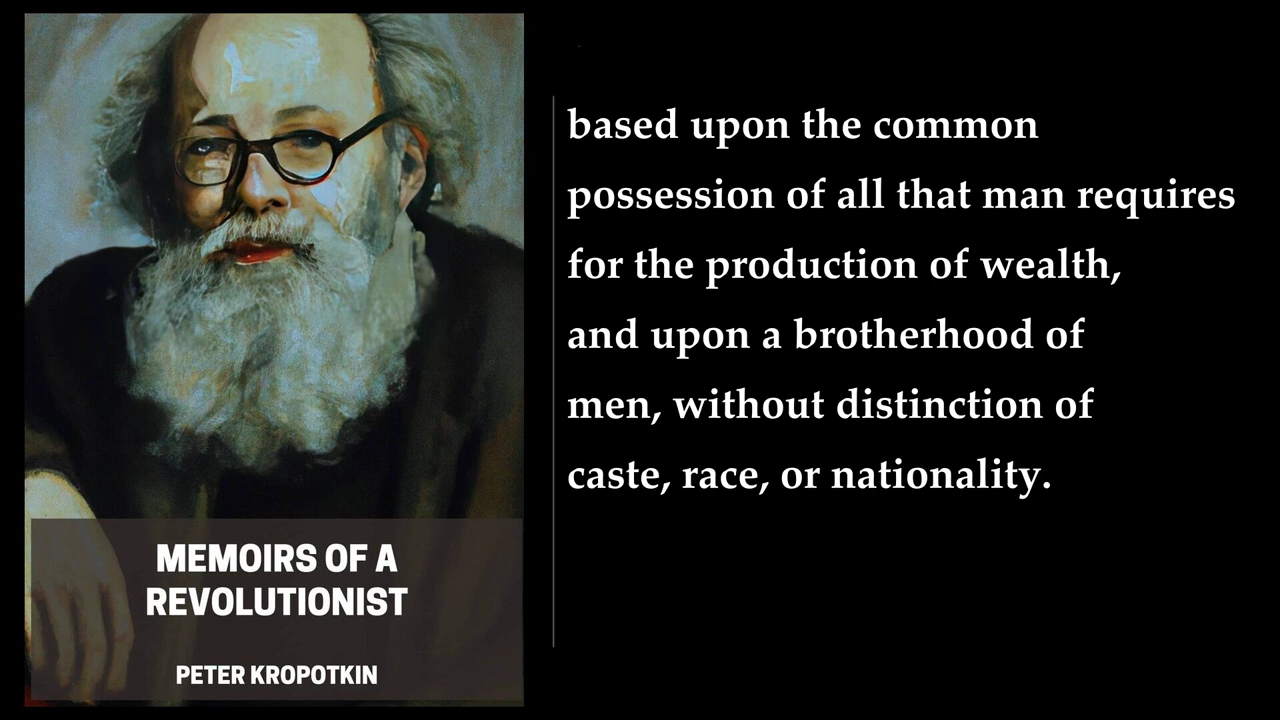 MEMOIRS OF A
REVOLUTIONIST
PETER KROPOTKIN
based upon the common
possession of all that man requires
for the production of wealth,
and upon a brotherhood of
men, without distinction of
caste, race, or nationality.